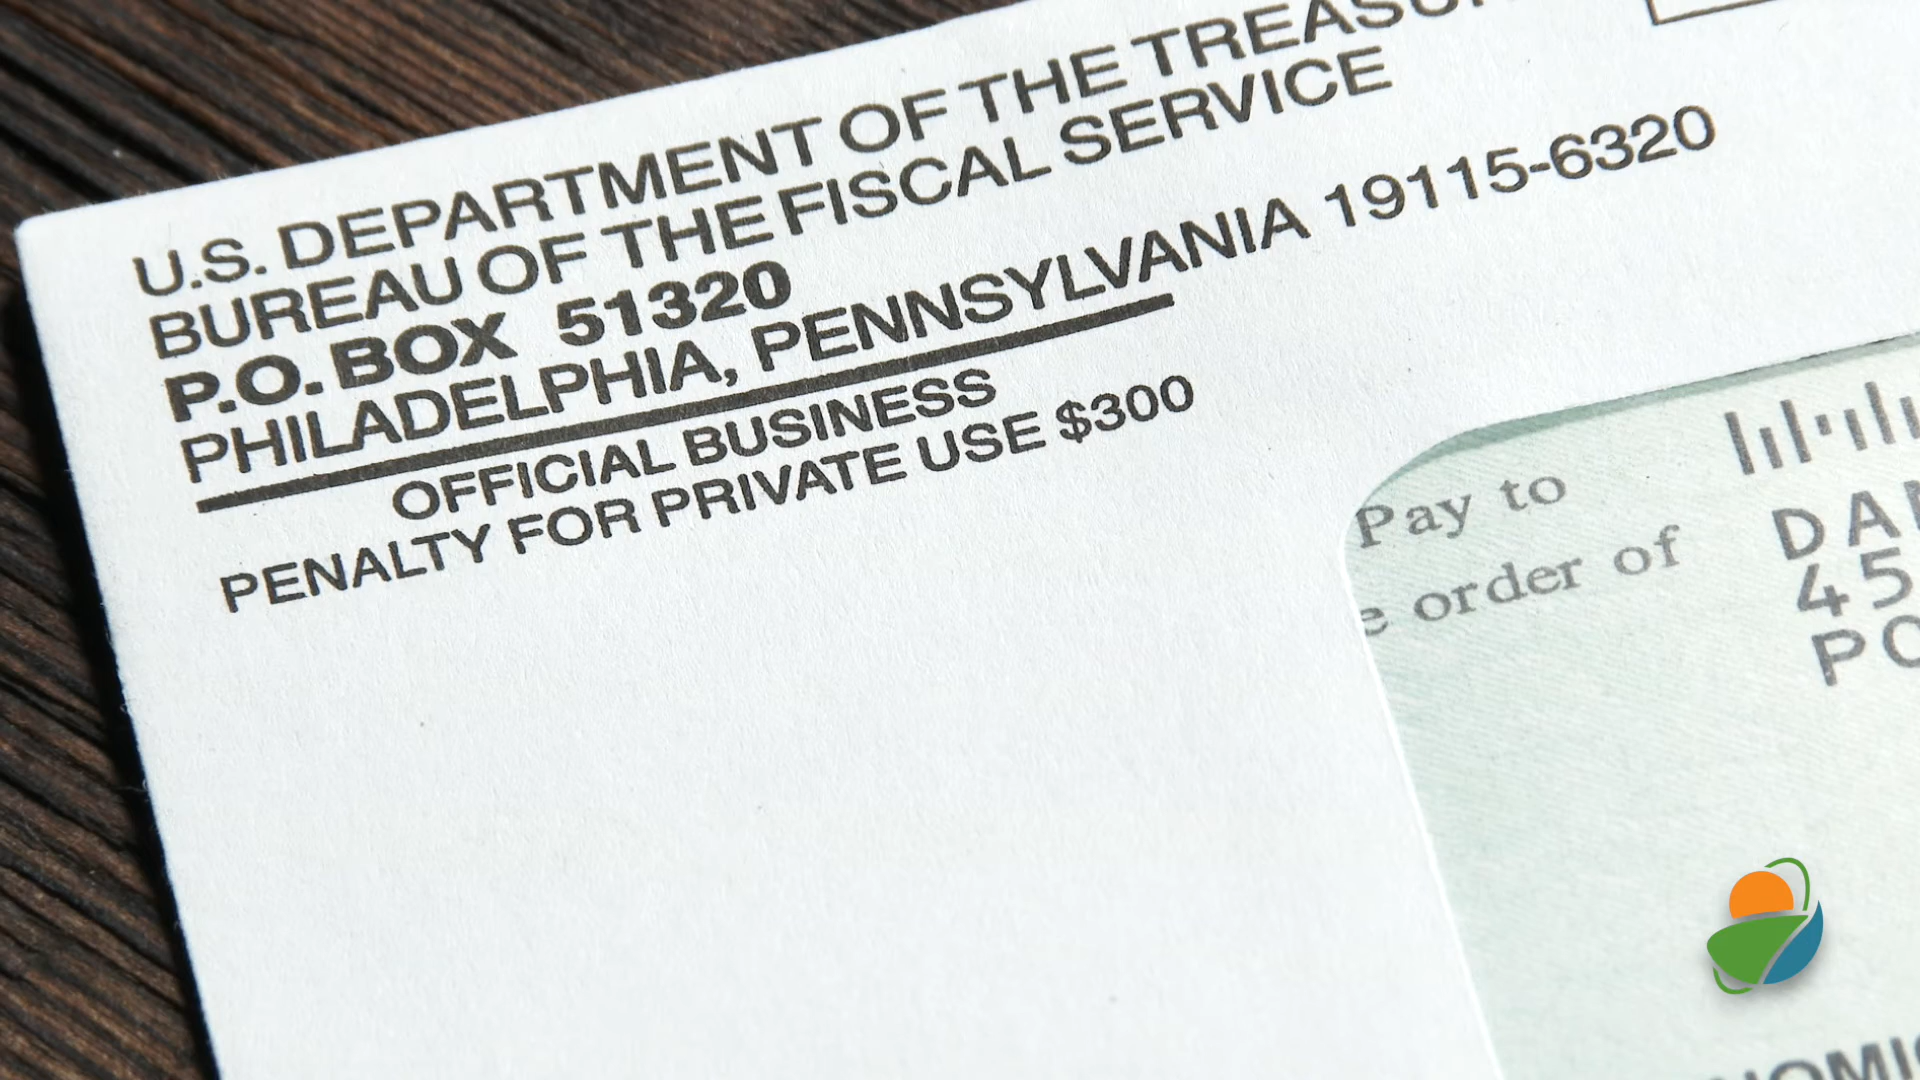 U.S. DEPARTMENT OF THE
BUREAU OF THE FISCAL SERVICE
P.O. BOX 51320
PHILADELPHIA, PENNSYLVANIA 19115-6320
OFFICIAL BUSINESS
PENALTY FOR PRIVATE USE $300
Pay to
order of